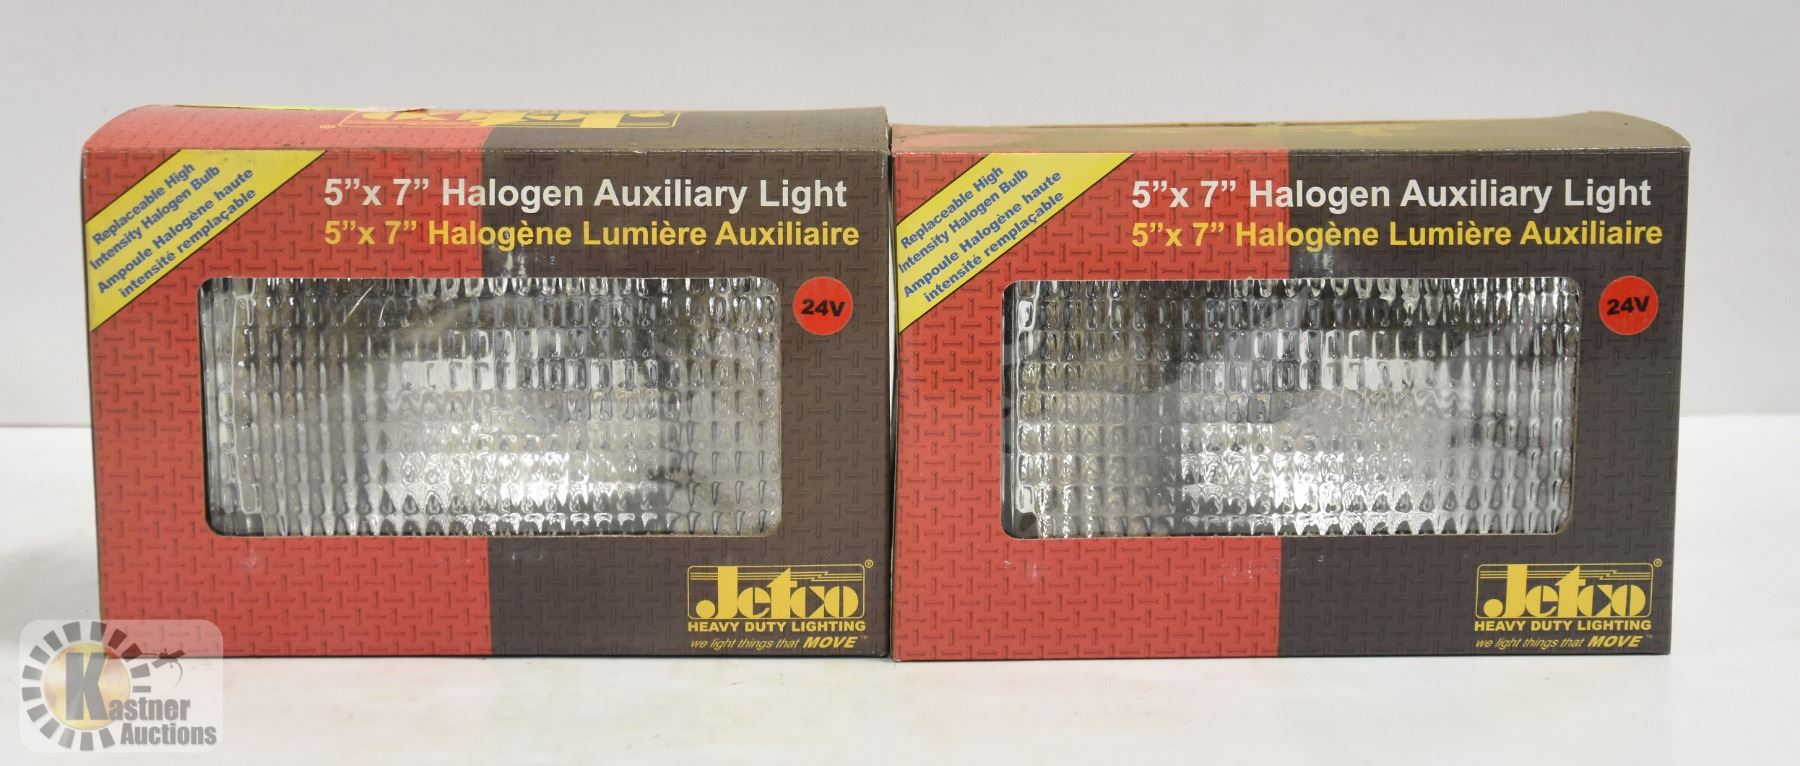 Jetco
Replaceable High
Intensity Halogen Bulb
Ampoule Halogène haute
intensité remplaçable
5”x 7” Halogen Auxiliary Light
5”x 7” Halogène Lumière Auxiliaire
24V
Jetco®
HEAVY DUTY LIGHTING
we light things that MOVE™
Replaceable High
Intensity Halogen Bulb
Ampoule Halogène haute
intensité remplaçable
5”x 7” Halogen Auxiliary Light
5”x 7” Halogène Lumière Auxiliaire
24V
Jetco®
HEAVY DUTY LIGHTING
we light things that MOVE™
Kastner
Auctions